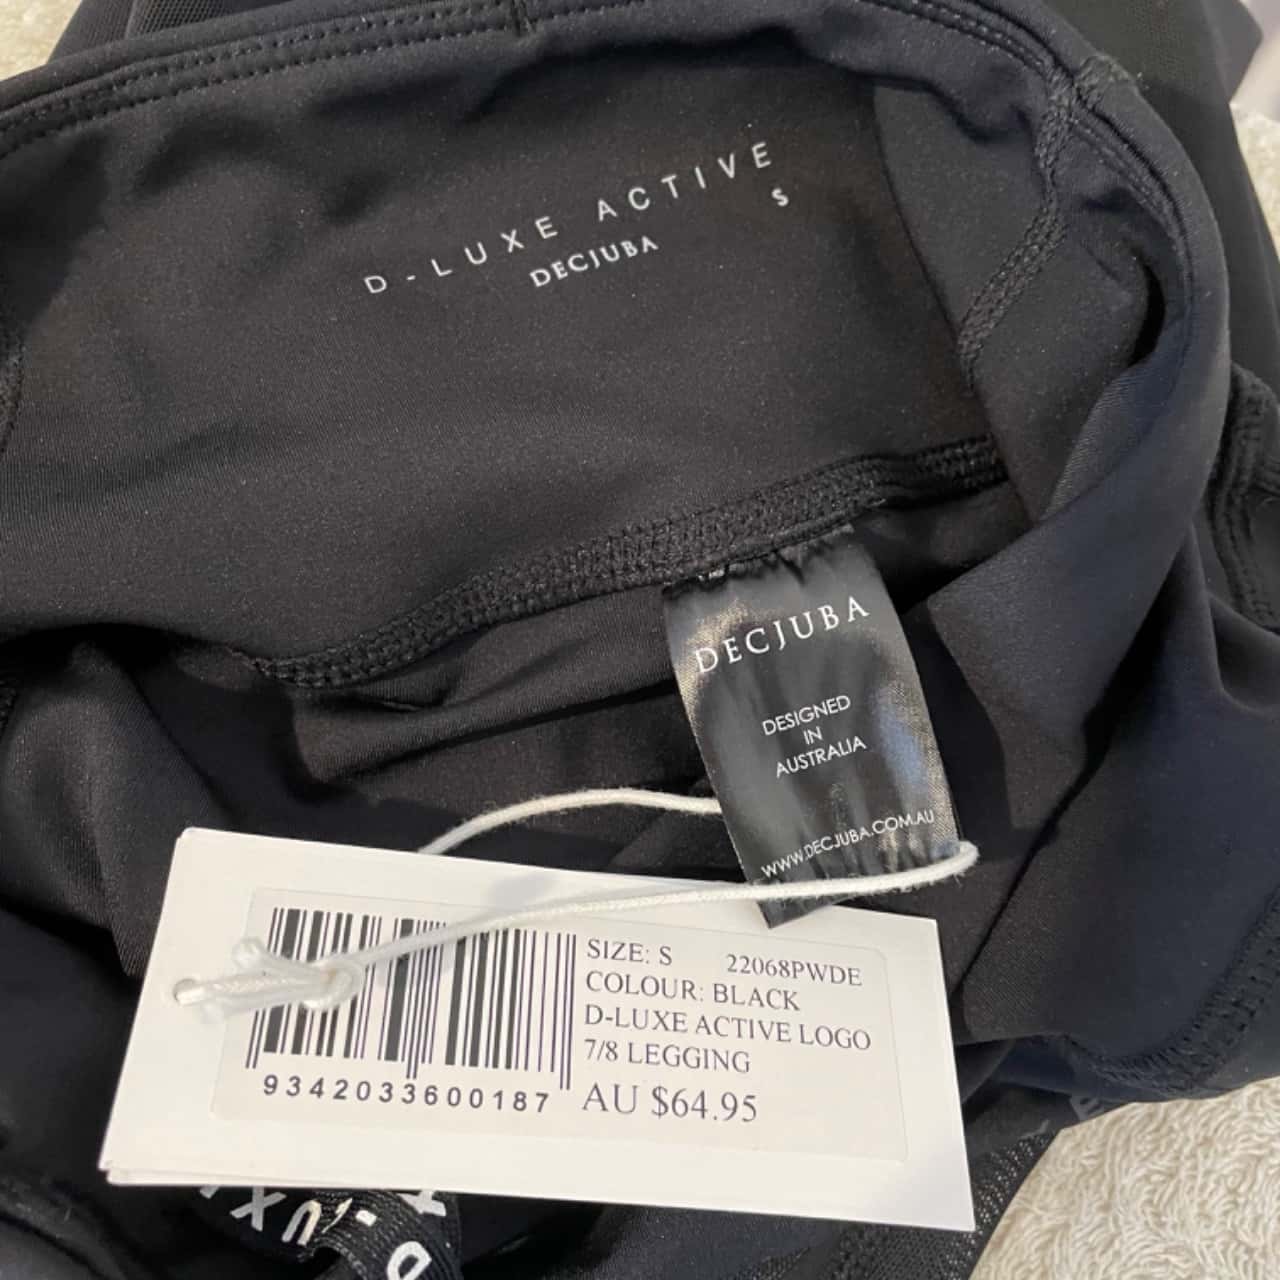 D-LUXE ACTIVE
S
DECJUBA
DECJUBA
DESIGNED
IN
AUSTRALIA
WWW.DECJUBA.COM.AU
SIZE: S 22068PWDE
COLOUR: BLACK
D-LUXE ACTIVE LOGO
7/8 LEGGING
AU $64.95
9342033600187